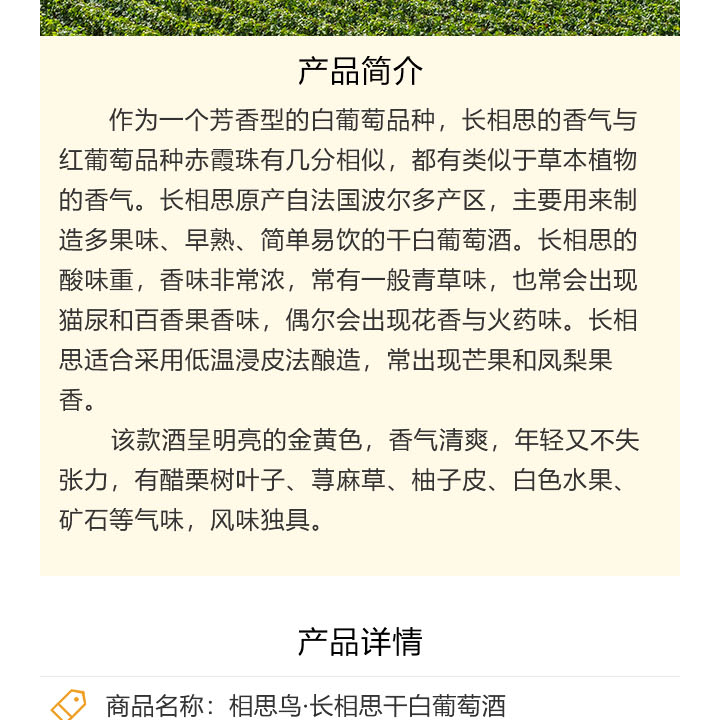 产品简介
作为一个芳香型的白葡萄品种，长相思的香气与
红葡萄品种赤霞珠有几分相似，都有类似于草本植物
的香气。长相思原产自法国波尔多产区，主要用来制
造多果味、早熟、简单易饮的干白葡萄酒。长相思的
酸味重，香味非常浓，常有一般青草味，也常会出现
猫尿和百香果香味，偶尔会出现花香与火药味。长相
思适合采用低温浸皮法酿造，常出现芒果和凤梨果
香。
该款酒呈明亮的金黄色，香气清爽，年轻又不失
张力，有醋栗树叶子、荨麻草、柚子皮、白色水果、
矿石等气味，风味独具。
产品详情
商品名称：相思鸟·长相思干白葡萄酒